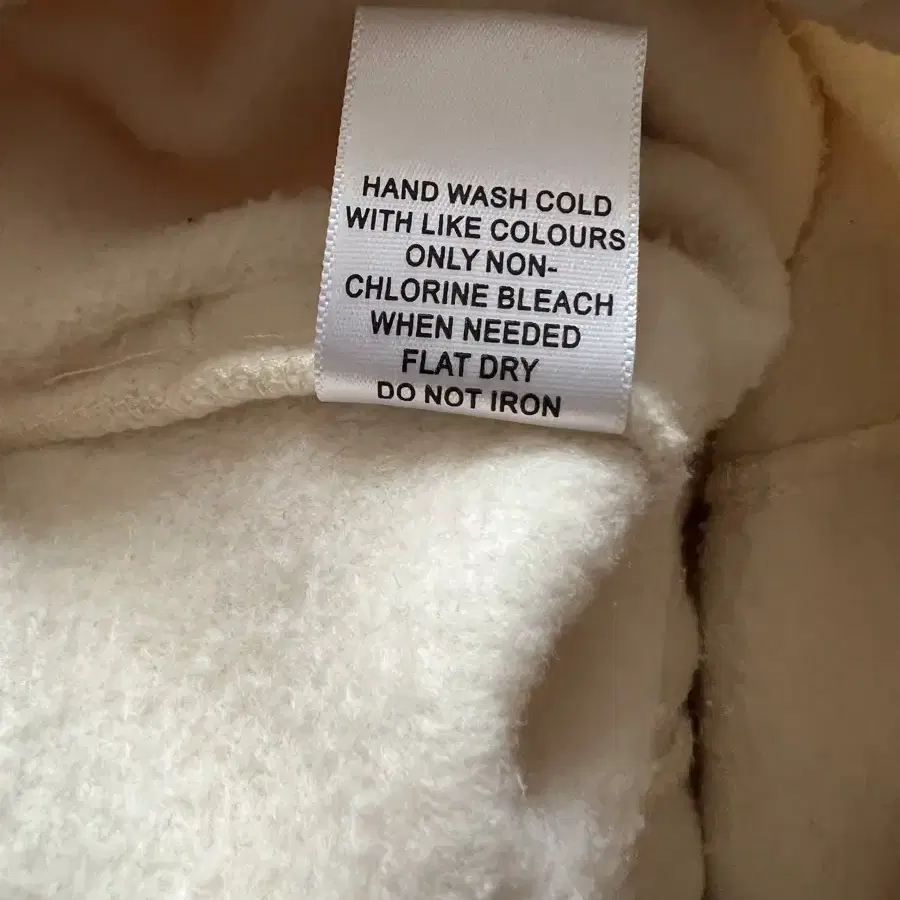 HAND WASH COLD
WITH LIKE COLOURS
ONLY NON-
CHLORINE BLEACH
WHEN NEEDED
FLAT DRY
DO NOT IRON